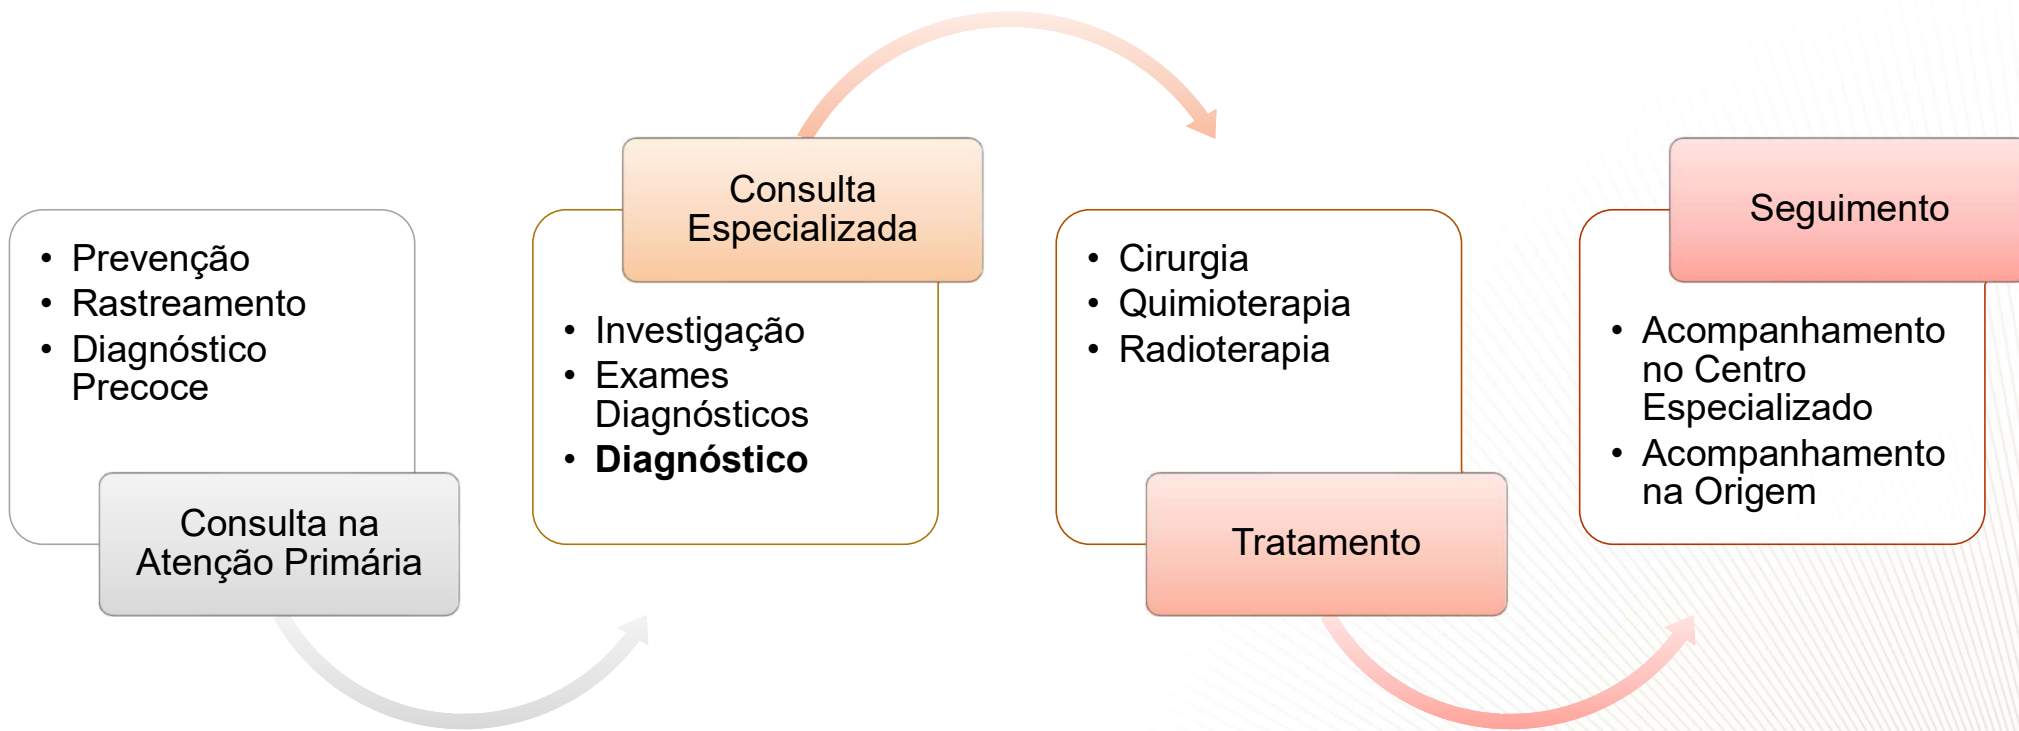 • Prevenção
• Rastreamento
• Diagnóstico
Precoce
Consulta na
Atenção Primária
Consulta
Especializada
• Investigação
• Exames
Diagnósticos
• Diagnóstico
• Cirurgia
• Quimioterapia
• Radioterapia
Tratamento
Seguimento
• Acompanhamento
no Centro
Especializado
• Acompanhamento
na Origem